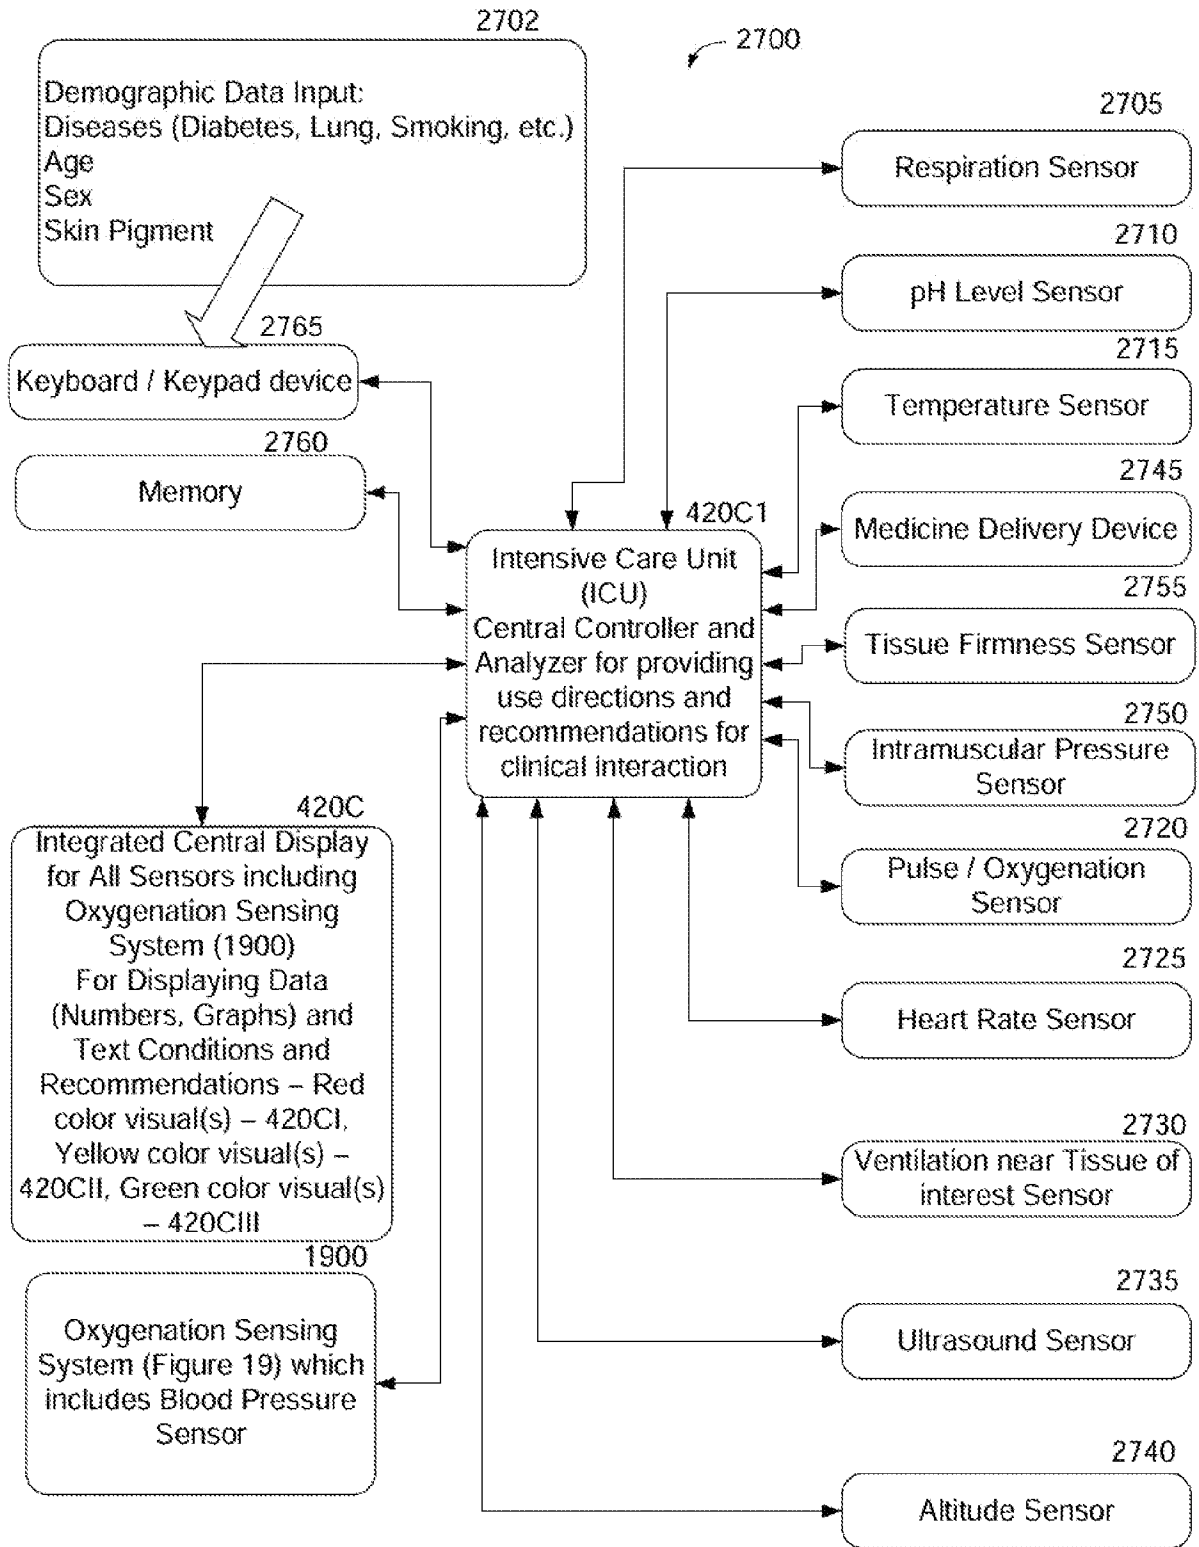 2702
2700
Demographic Data Input:
Diseases (Diabetes, Lung, Smoking, etc.)
Age
Sex
Skin Pigment
2705
Respiration Sensor
2710
pH Level Sensor
2765
Keyboard / Keypad device
2715
Temperature Sensor
2760
Memory
2745
Medicine Delivery Device
420C1
Intensive Care Unit
(ICU)
Central Controller and
Analyzer for providing
use directions and
recommendations for
clinical interaction
2755
Tissue Firmness Sensor
2750
Intramuscular Pressure
Sensor
420C
Integrated Central Display
for All Sensors including
Oxygenation Sensing
System (1900)
For Displaying Data
(Numbers, Graphs) and
Text Conditions and
Recommendations – Red
color visual(s) – 420CI,
Yellow color visual(s) –
420CII, Green color visual(s)
– 420CIII
2720
Pulse / Oxygenation
Sensor
2725
Heart Rate Sensor
2730
Ventilation near Tissue of
interest Sensor
1900
Oxygenation Sensing
System (Figure 19) which
includes Blood Pressure
Sensor
2735
Ultrasound Sensor
2740
Altitude Sensor